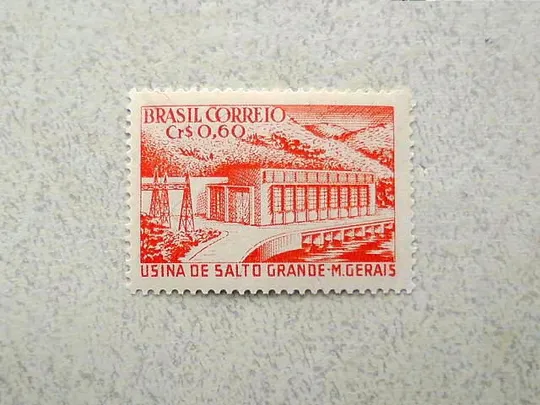 BRASIL CORREIO
Cr$ 0,60
USINA DE SALTO GRANDE-M.GERAIS